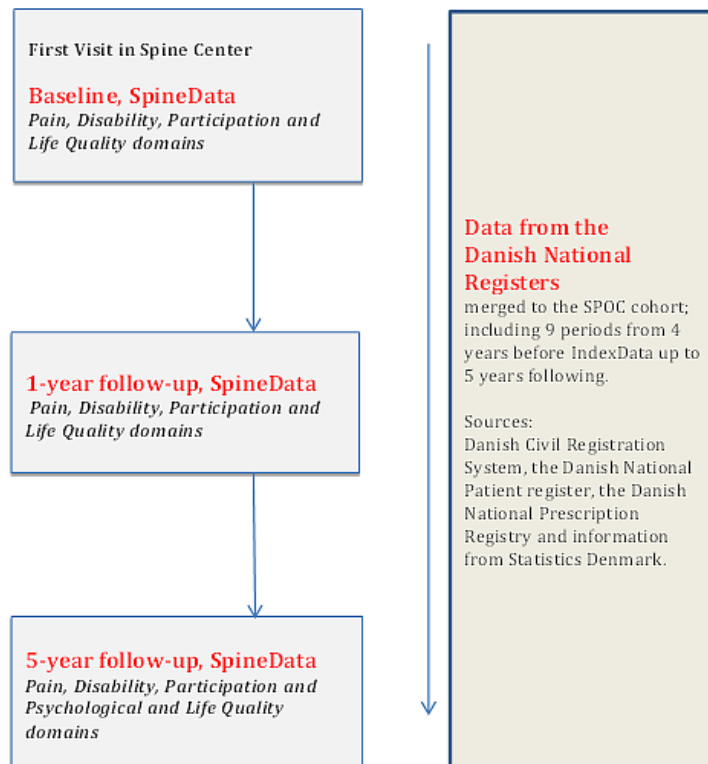 First Visit in Spine Center
Baseline, SpineData
Pain, Disability, Participation and
Life Quality domains
1-year follow-up, SpineData
Pain, Disability, Participation and
Life Quality domains
5-year follow-up, SpineData
Pain, Disability, Participation and
Psychological and Life Quality
domains
Data from the
Danish National
Registers
merged to the SPOC cohort;
including 9 periods from 4
years before IndexData up to
5 years following.
Sources:
Danish Civil Registration
System, the Danish National
Patient register, the Danish
National Prescription
Registry and information
from Statistics Denmark.